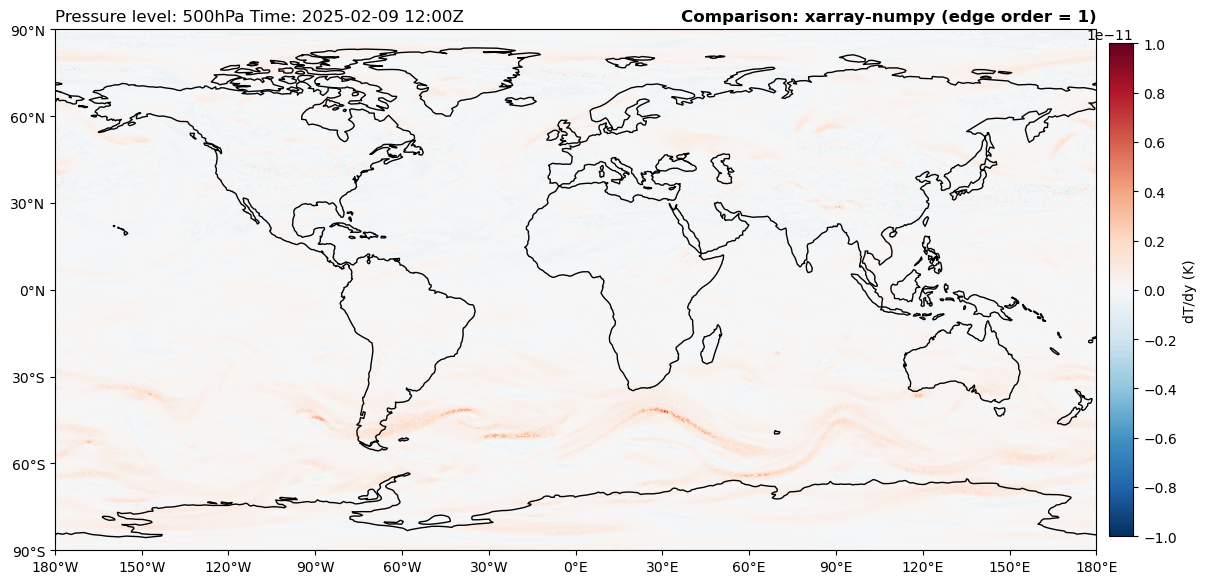 Pressure level: 500hPa Time: 2025-02-09 12:00Z
Comparison: xarray-numpy (edge order = 1)
1e−11
90°N
60°N
30°N
0°N
30°S
60°S
90°S
180°W 150°W 120°W 90°W 60°W 30°W 0°E 30°E 60°E 90°E 120°E 150°E 180°E
1.0
0.8
0.6
0.4
0.2
0.0
−0.2
−0.4
−0.6
−0.8
−1.0
dT/dy (K)